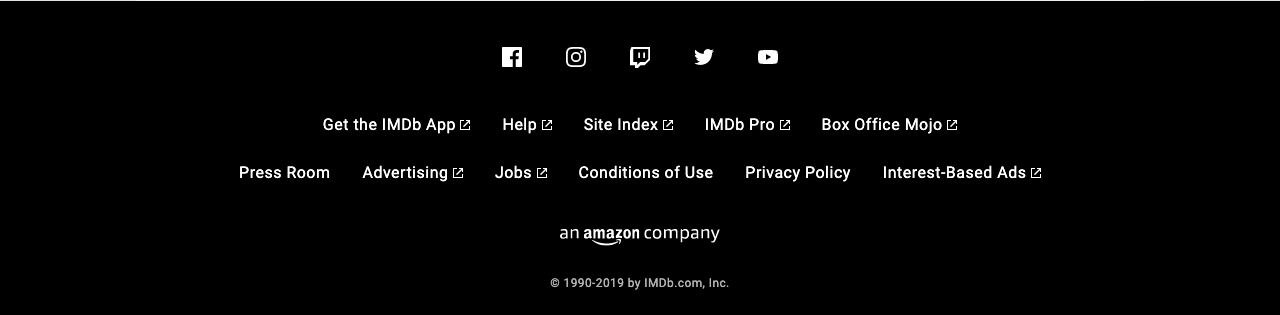 Get the IMDb App Help Site Index IMDb Pro Box Office Mojo
Press Room Advertising Jobs Conditions of Use Privacy Policy Interest-Based Ads
an amazon company
© 1990-2019 by IMDb.com, Inc.